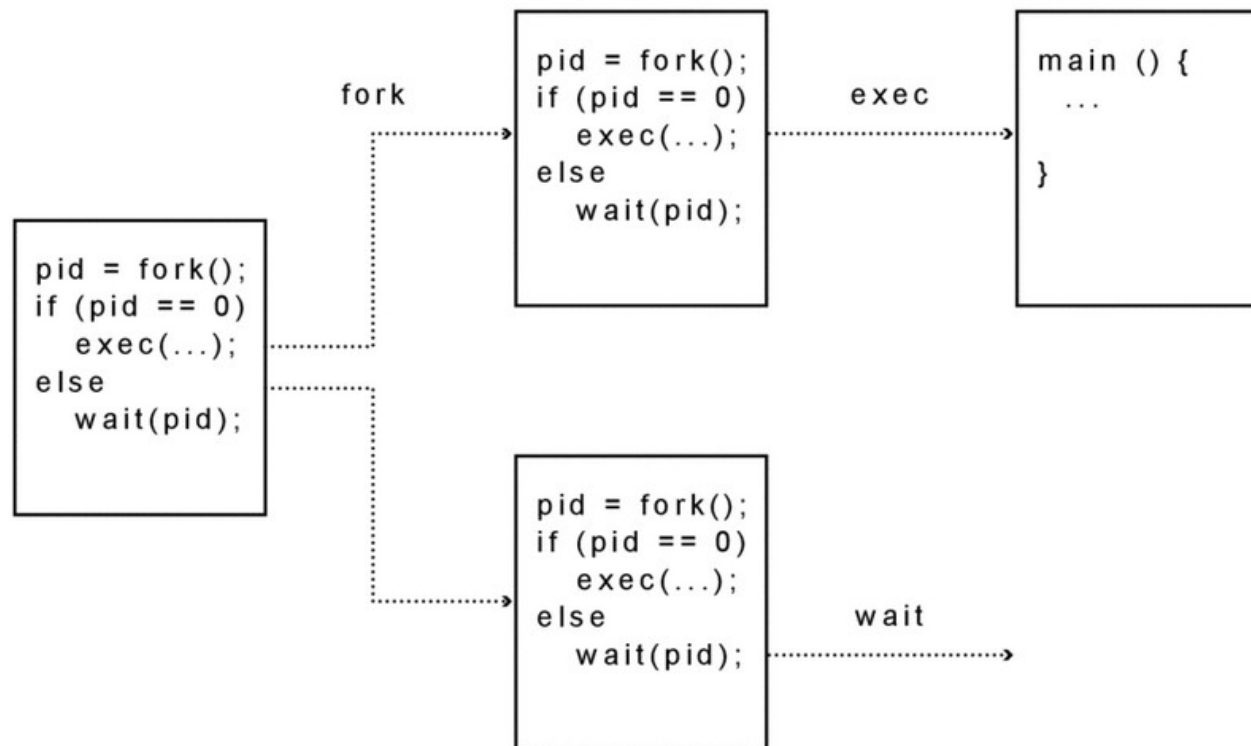 fork
pid = fork();
if (pid == 0)
exec(...);
else
wait(pid);
exec
main () {
...
}
pid = fork();
if (pid == 0)
exec(...);
else
wait(pid);
pid = fork();
if (pid == 0)
exec(...);
else
wait(pid);
wait